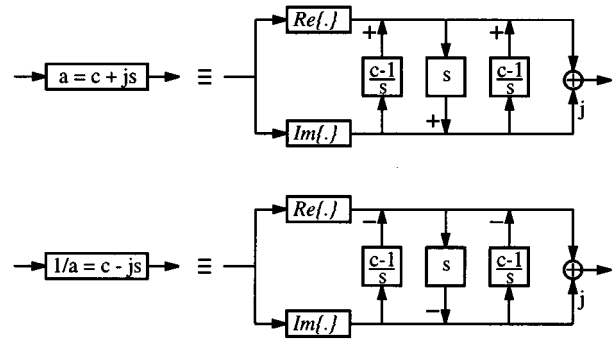 Re{.}
+ +
a = c + js ≡ c-1 s c-1
s s
+ j
Im{.}
Re{.}
− −
1/a = c - js ≡ c-1 s c-1
s s
− j
Im{.}